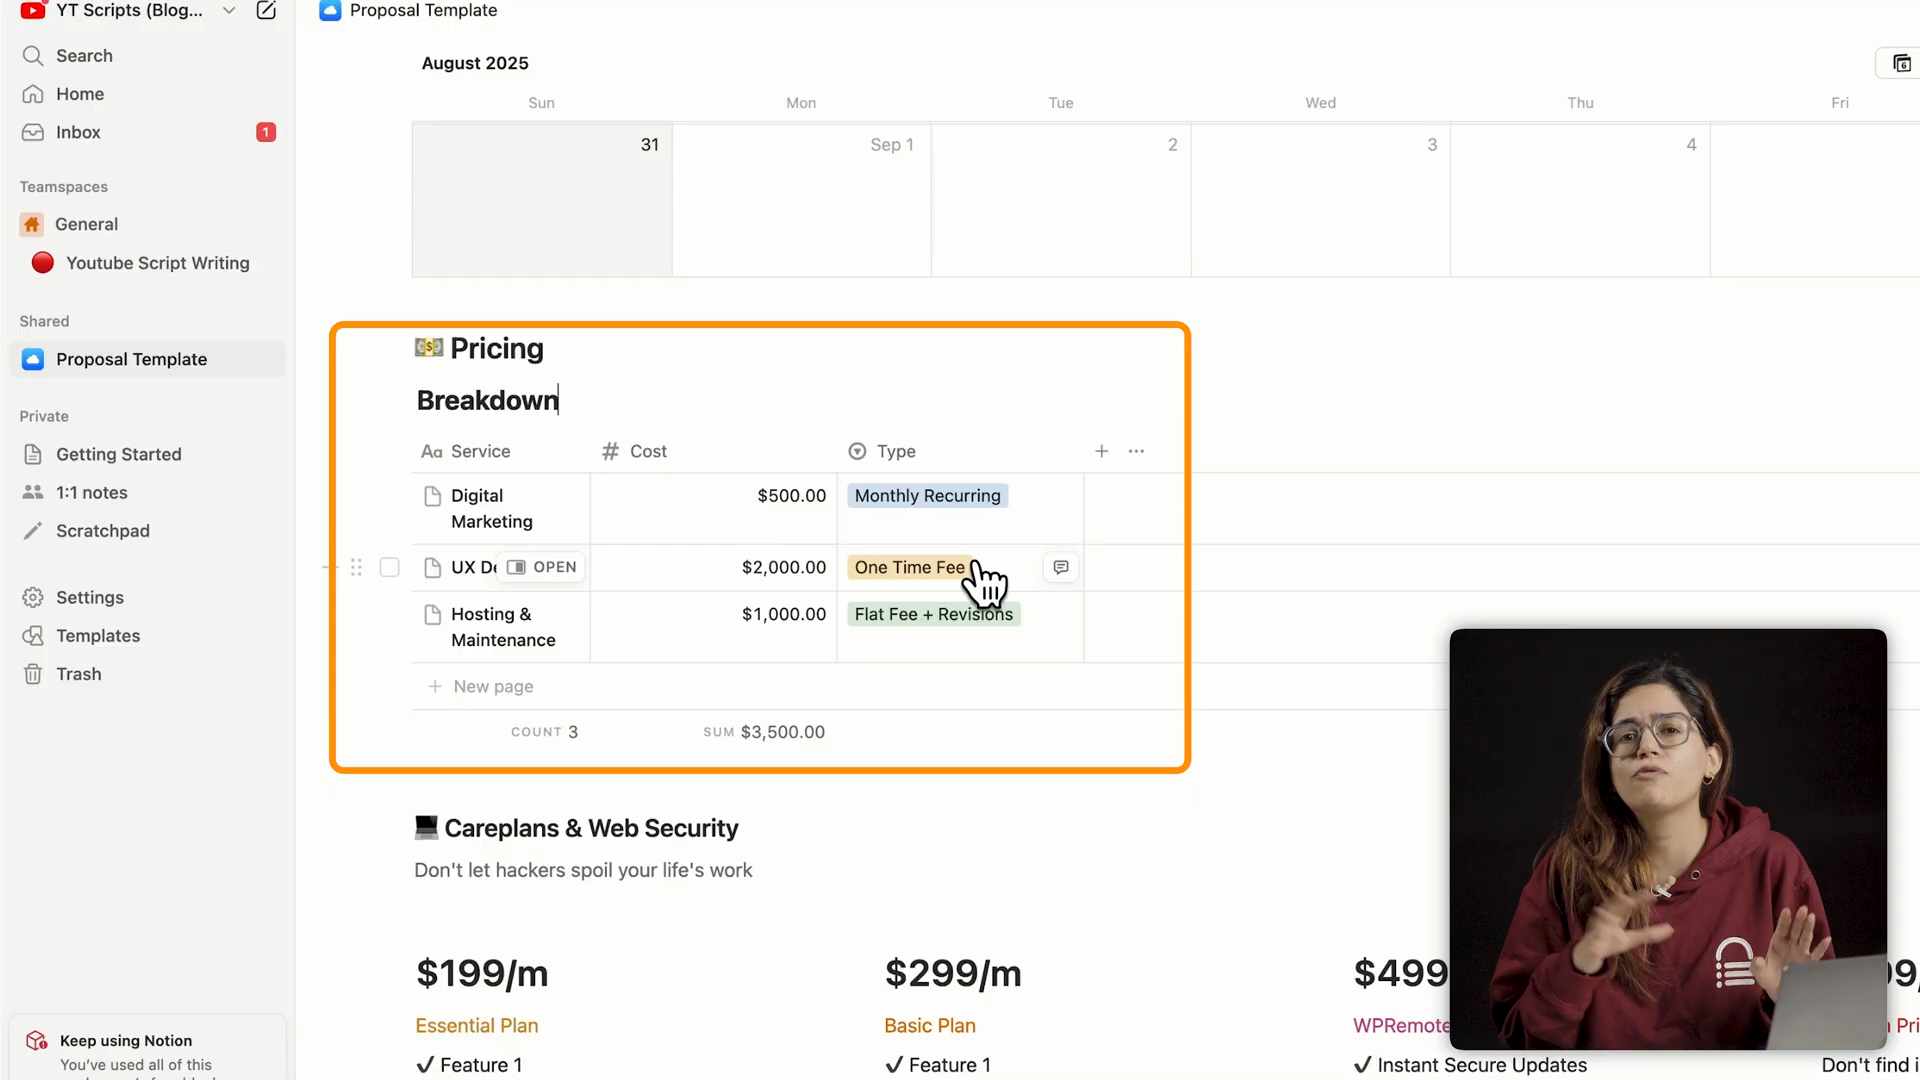 YT Scripts (Blog...
Proposal Template
Search
Home
Inbox
1
Teamspaces
General
Youtube Script Writing
Shared
Proposal Template
Private
Getting Started
1:1 notes
Scratchpad
Settings
Templates
Trash
Keep using Notion
You've used all of this
August 2025
6
Sun
Mon
Tue
Wed
Thu
Fri
31
Sep 1
2
3
4
Pricing
Breakdown
Aa Service
# Cost
Type
+ ...
Digital
Marketing
$500.00
Monthly Recurring
UX De
OPEN
$2,000.00
One Time Fee
Hosting &
Maintenance
$1,000.00
Flat Fee + Revisions
+ New page
COUNT 3
SUM $3,500.00
Careplans & Web Security
Don't let hackers spoil your life's work
$199/m
Essential Plan
✓ Feature 1
$299/m
Basic Plan
✓ Feature 1
$499
WPRemote
✓ Instant Secure Updates
Don't find i